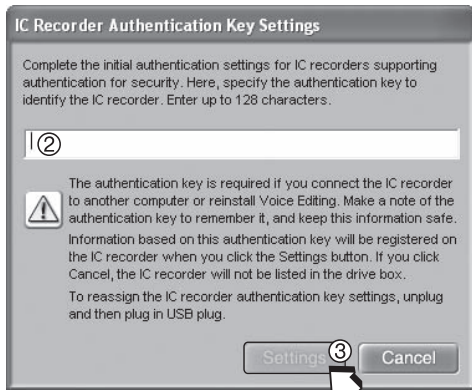 IC Recorder Authentication Key Settings
Complete the initial authentication settings for IC recorders supporting
authentication for security. Here, specify the authentication key to
identify the IC recorder. Enter up to 128 characters.
②
The authentication key is required if you connect the IC recorder
to another computer or reinstall Voice Editing. Make a note of the
authentication key to remember it, and keep this information safe.
Information based on this authentication key will be registered on
the IC recorder when you click the Settings button. If you click
Cancel, the IC recorder will not be listed in the drive box.
To reassign the IC recorder authentication key settings, unplug
and then plug in USB plug.
Settings ③ Cancel